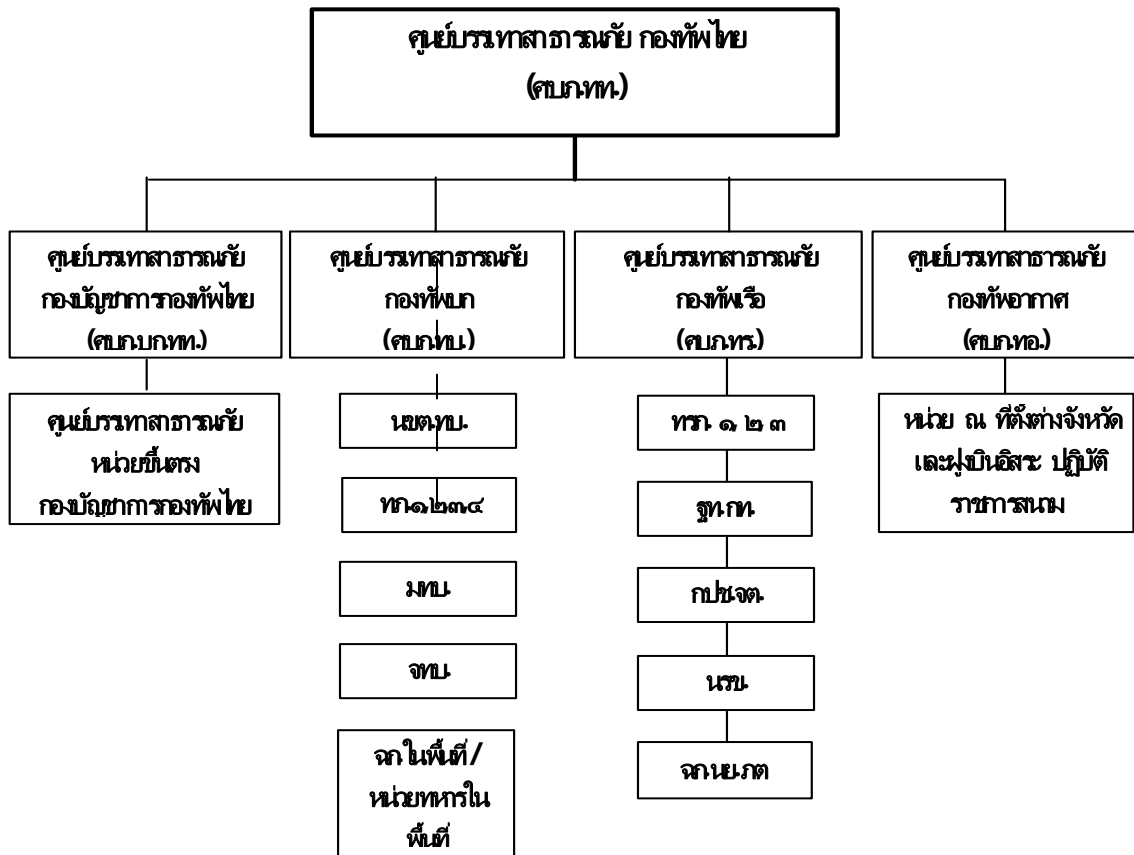 ศูนย์บรรเทาสาธารณภัย กองทัพไทย
(ศบภ.ทท.)
ศูนย์บรรเทาสาธารณภัย
กองบัญชาการกองทัพไทย
(ศบภ.บก.ทท.)
ศูนย์บรรเทาสาธารณภัย
หน่วยขึ้นตรง
กองบัญชาการกองทัพไทย
ศูนย์บรรเทาสาธารณภัย
กองทัพบก
(ศบภ.ทบ.)
นขต.ทบ.
ทภ.๑,๒,๓,๔
มทบ.
จทบ.
ฉก.ในพื้นที่ /
หน่วยทหารใน
พื้นที่
ศูนย์บรรเทาสาธารณภัย
กองทัพเรือ
(ศบภ.ทร.)
ทรภ. ๑, ๒, ๓
ฐท.กท.
กปช.จต.
นรข.
ฉก.นย.ภต
ศูนย์บรรเทาสาธารณภัย
กองทัพอากาศ
(ศบภ.ทอ.)
หน่วย ณ ที่ตั้งต่างจังหวัด
และฝูงบินอิสระ ปฏิบัติ
ราชการสนาม